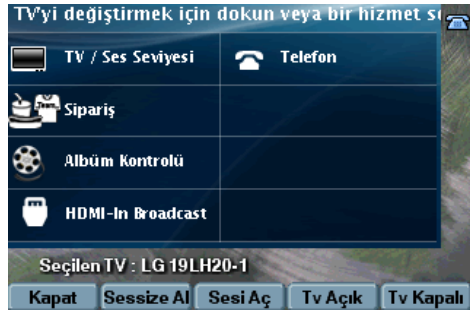 TV'yi değiştirmek için dokun veya bir hizmet
TV / Ses Seviyesi
Telefon
Sipariş
Albüm Kontrolü
HDMI-In Broadcast
Seçilen TV : LG 19LH20-1
Kapat
Sessize Al
Sesi Aç
Tv Açık
Tv Kapalı